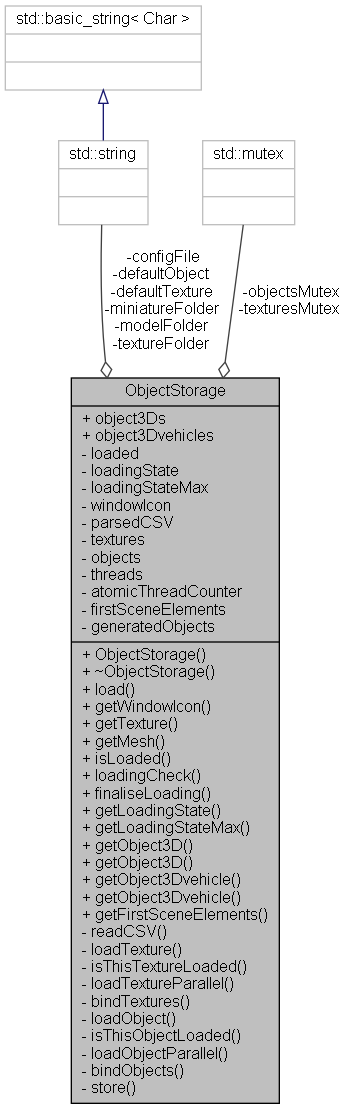 std::basic_string< Char >
std::string
std::mutex
-configFile
-defaultObject
-defaultTexture
-miniatureFolder
-modelFolder
-textureFolder
-objectsMutex
-texturesMutex
ObjectStorage
+ object3Ds
+ object3Dvehicles
- loaded
- loadingState
- loadingStateMax
- windowIcon
- parsedCSV
- textures
- objects
- threads
- atomicThreadCounter
- firstSceneElements
- generatedObjects
+ ObjectStorage()
+ ~ObjectStorage()
+ load()
+ getWindowIcon()
+ getTexture()
+ getMesh()
+ isLoaded()
+ loadingCheck()
+ finaliseLoading()
+ getLoadingState()
+ getLoadingStateMax()
+ getObject3D()
+ getObject3D()
+ getObject3Dvehicle()
+ getObject3Dvehicle()
+ getFirstSceneElements()
- readCSV()
- loadTexture()
- isThisTextureLoaded()
- loadTextureParallel()
- bindTextures()
- loadObject()
- isThisObjectLoaded()
- loadObjectParallel()
- bindObjects()
- store()